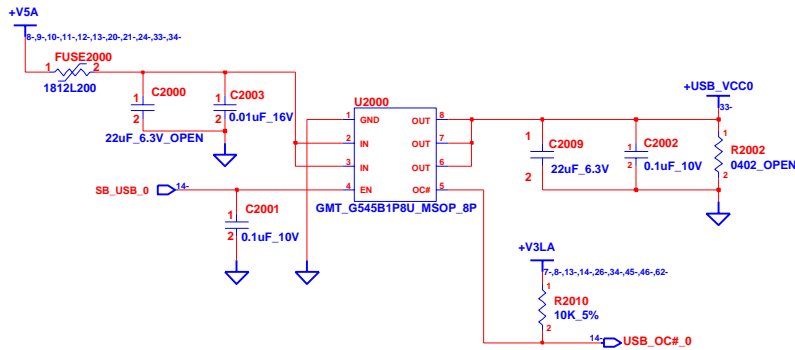 +V5A
8-,9-,10-,11-,12-,13-,20-,21-,24-,33-,34-
FUSE2000
1 2
1812L200
1 C2000
2
22uF_6.3V_OPEN
1 C2003
0.01uF_16V
2
U2000
1 GND OUT 8
2 IN OUT 7
3 IN OUT 6
4 EN OC# 5
GMT_G545B1P8U_MSOP_8P
SB_USB_0 14-
1 C2001
2
0.1uF_10V
+USB_VCC0
33-
1 C2009
22uF_6.3V
2
1 C2002
0.1uF_10V
2
1
R2002
0402_OPEN
2
+V3LA
7-,8-,13-,14-,26-,34-,45-,46-,62-
1
R2010
10K_5%
2
14- USB_OC#_0